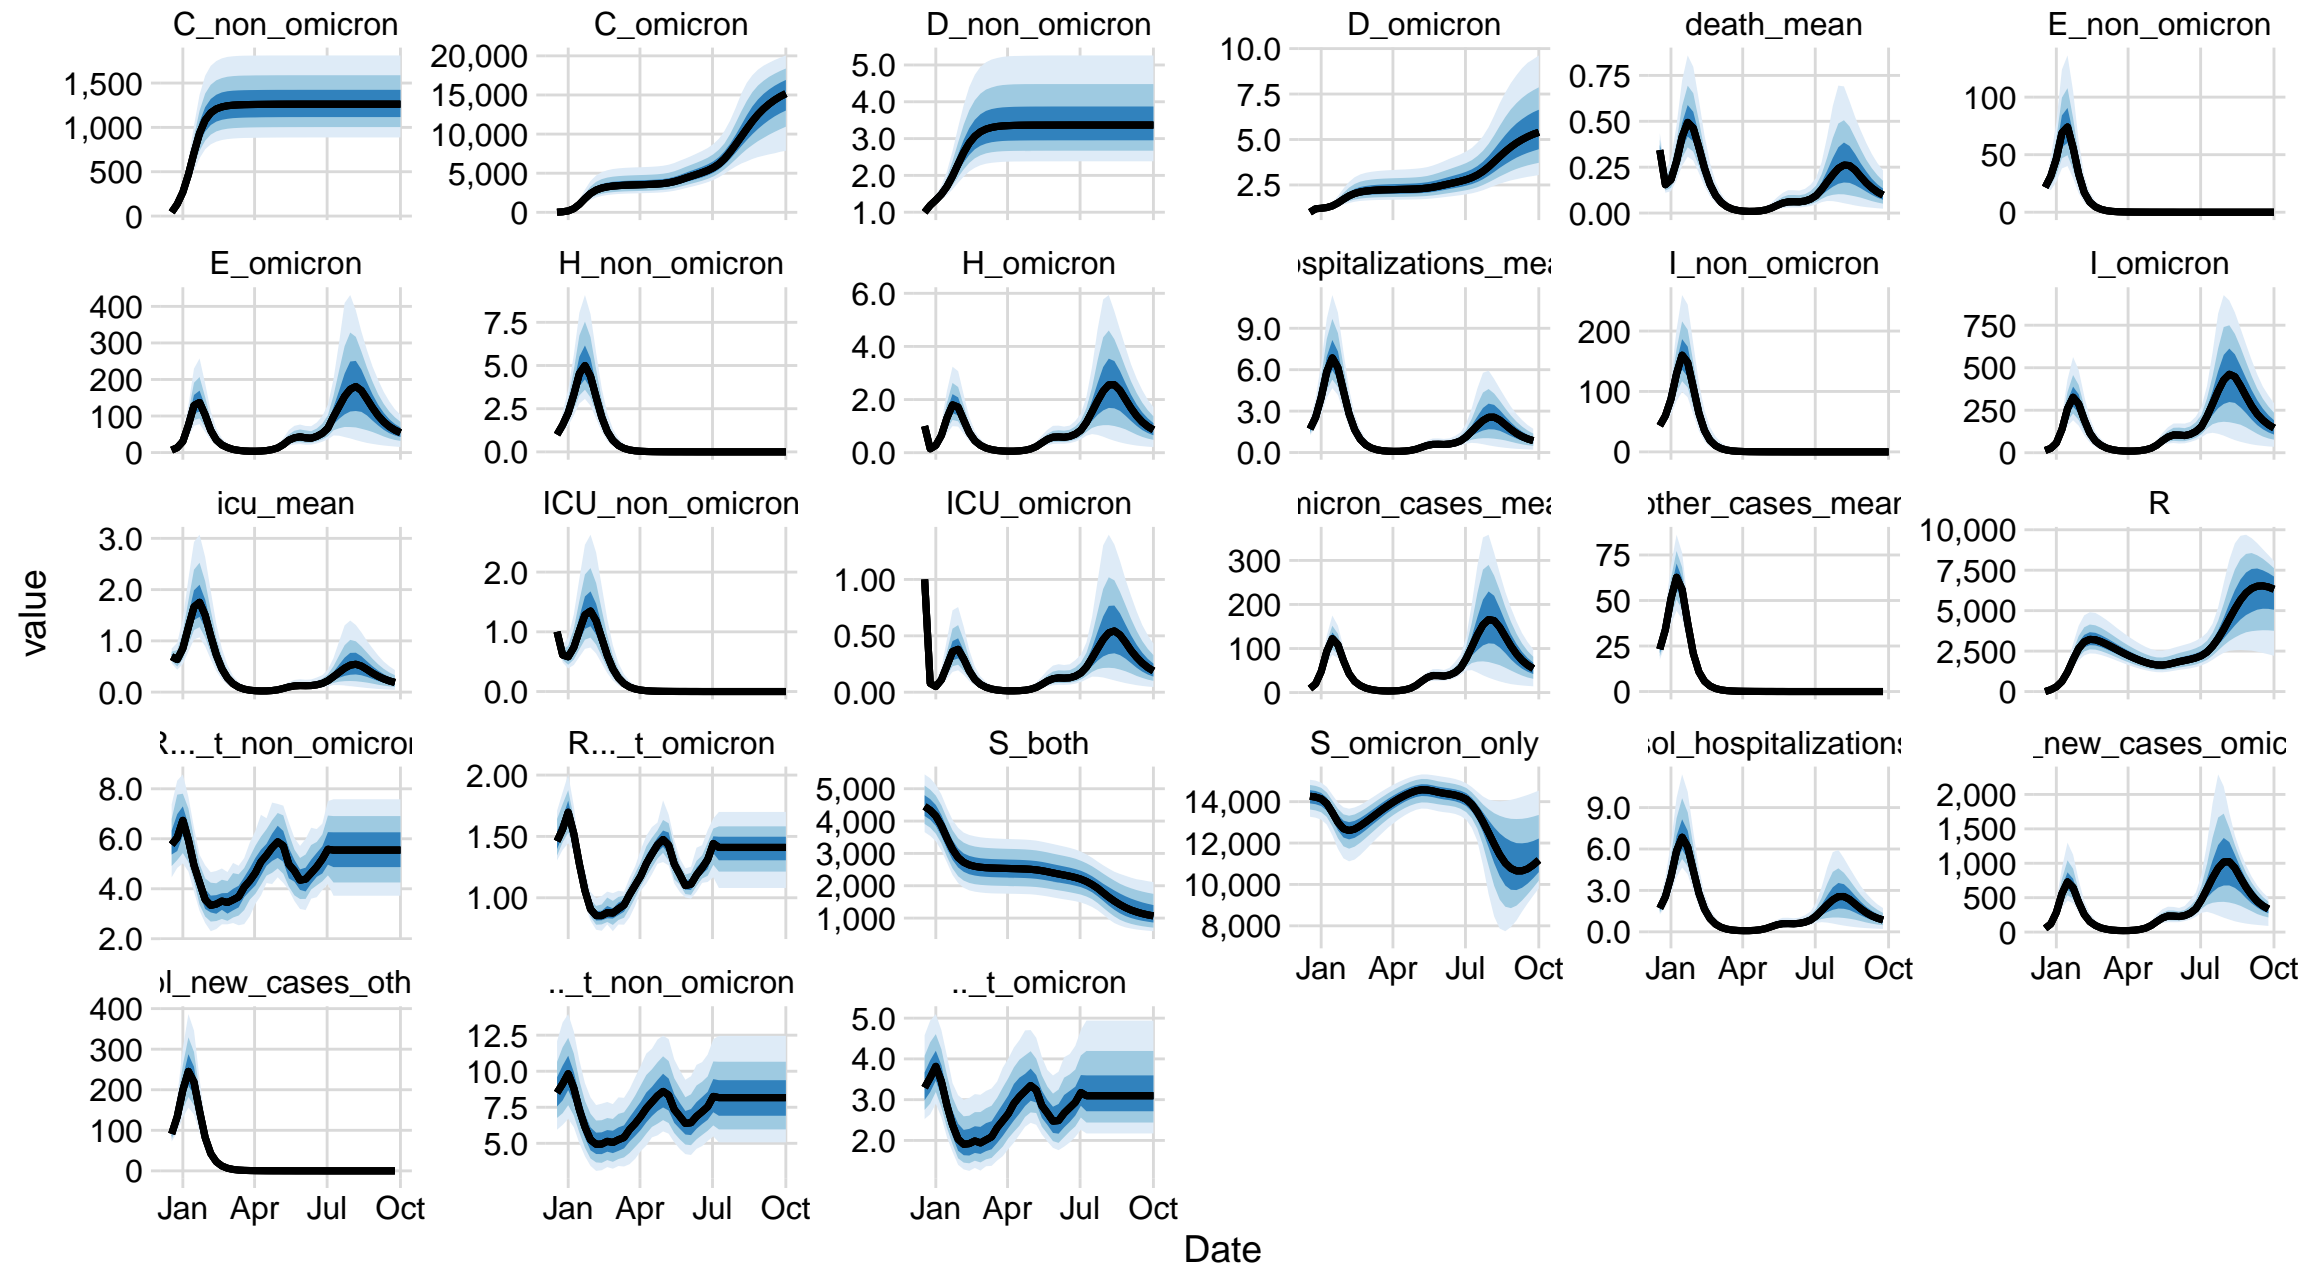 C_non_omicron C_omicron D_non_omicron D_omicron death_mean E_non_omicron
20,000 10.0
1,500 15,000 5.0 7.5 0.75 100
1,000 10,000 4.0 5.0 0.50 50
500 5,000 3.0 2.5 0.25 0
0 0 2.0 0.00
1.0
E_omicron H_non_omicron H_omicron ospitalizations_mea I_non_omicron I_omicron
400 7.5 6.0 9.0 200 750
300 5.0 4.0 6.0 100 500
200 2.5 2.0 3.0 0 250
100 0.0 0.0 0.0 0
0
icu_mean ICU_non_omicron ICU_omicron micron_cases_mea other_cases_mean R
3.0 2.0 1.00 300 75 10,000
2.0 1.0 0.50 200 50 7,500
1.0 0.0 0.00 100 25 5,000
0.0 0 0 2,500
0
R..._t_non_omicron R..._t_omicron S_both S_omicron_only sol_hospitalizations _new_cases_omic
8.0 2.00 5,000 14,000 9.0 2,000
6.0 1.50 4,000 12,000 6.0 1,500
4.0 1.00 3,000 10,000 3.0 1,000
2.0 2,000 8,000 0.0 500
1,000 0
Jan Apr Jul Oct Jan Apr Jul Oct Jan Apr Jul Oct
ol_new_cases_oth .._t_non_omicron .._t_omicron
400 12.5 5.0
300 10.0 4.0
200 7.5 3.0
100 5.0 2.0
0
Jan Apr Jul Oct Jan Apr Jul Oct Jan Apr Jul Oct
value
Date